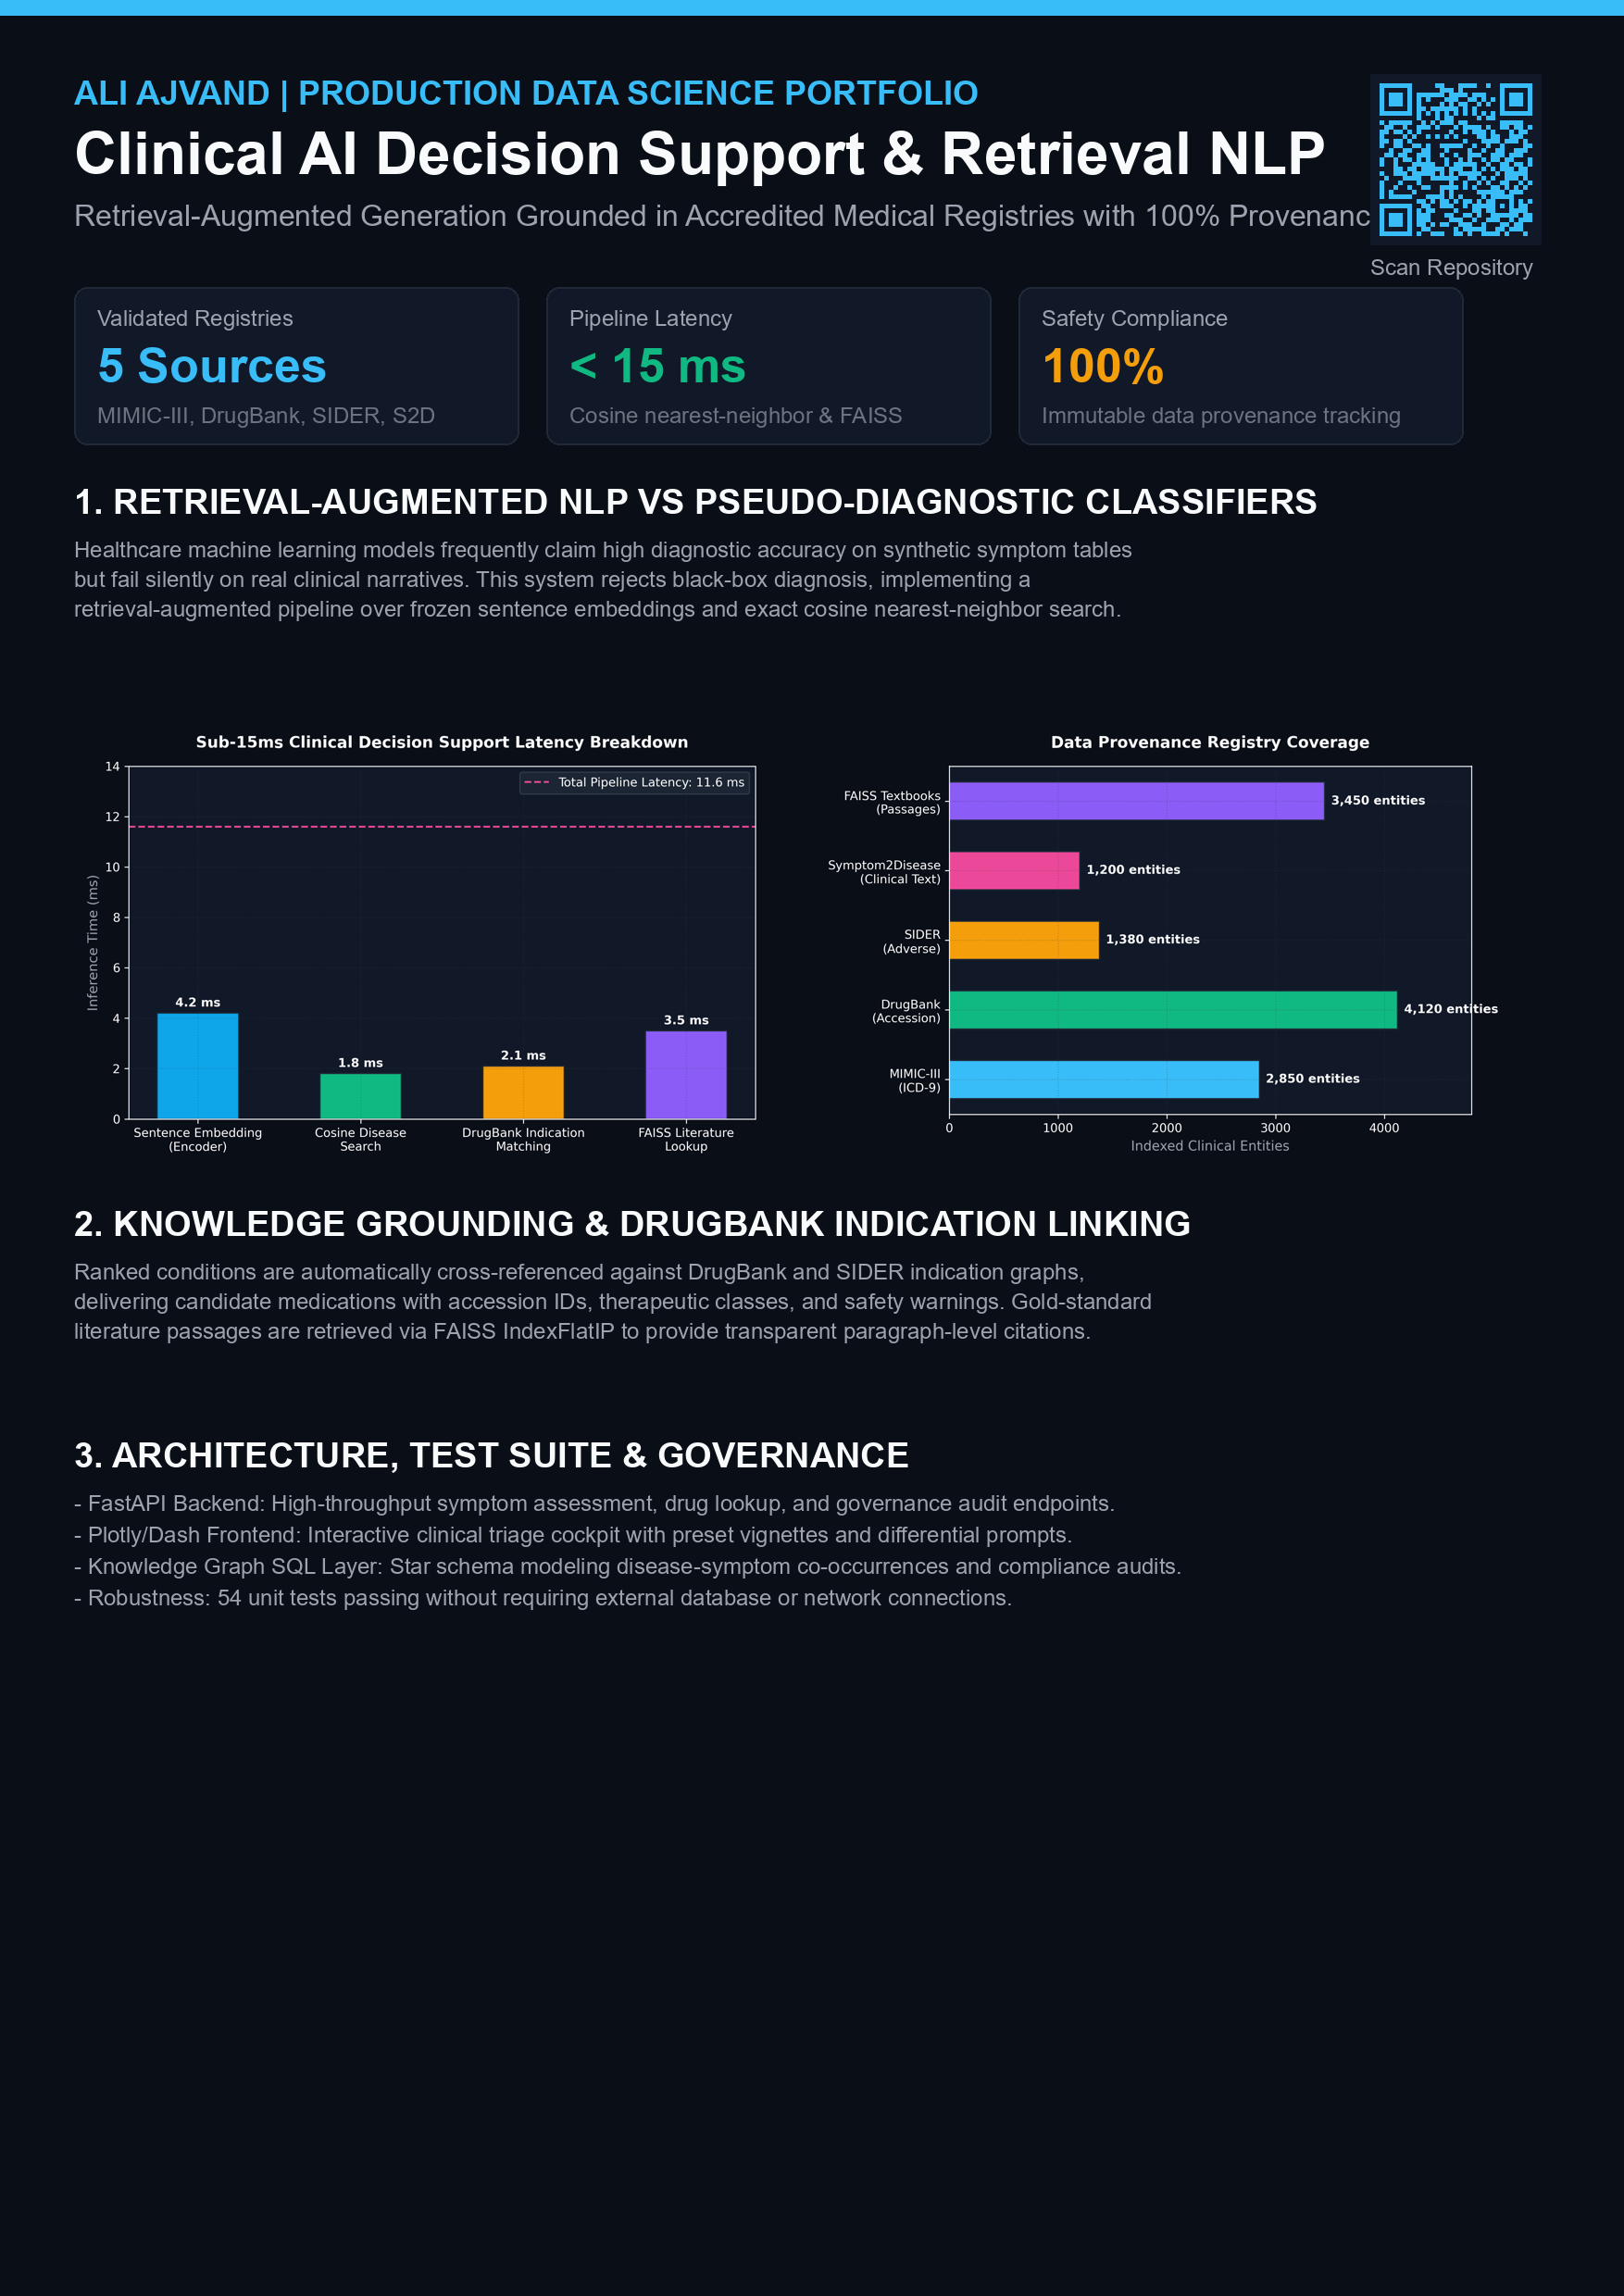 ALI AJVAND | PRODUCTION DATA SCIENCE PORTFOLIO
Clinical AI Decision Support & Retrieval NLP
Retrieval-Augmented Generation Grounded in Accredited Medical Registries with 100% Provenanc
Scan Repository
Validated Registries
5 Sources
MIMIC-III, DrugBank, SIDER, S2D
Pipeline Latency
< 15 ms
Cosine nearest-neighbor & FAISS
Safety Compliance
100%
Immutable data provenance tracking
1. RETRIEVAL-AUGMENTED NLP VS PSEUDO-DIAGNOSTIC CLASSIFIERS
Healthcare machine learning models frequently claim high diagnostic accuracy on synthetic symptom tables
but fail silently on real clinical narratives. This system rejects black-box diagnosis, implementing a
retrieval-augmented pipeline over frozen sentence embeddings and exact cosine nearest-neighbor search.
Sub-15ms Clinical Decision Support Latency Breakdown
Total Pipeline Latency: 11.6 ms
Inference Time (ms)
14
12
10
8
6
4
2
0
4.2 ms
1.8 ms
2.1 ms
3.5 ms
Sentence Embedding
(Encoder)
Cosine Disease
Search
DrugBank Indication
Matching
FAISS Literature
Lookup
Data Provenance Registry Coverage
FAISS Textbooks
(Passages)
3,450 entities
Symptom2Disease
(Clinical Text)
1,200 entities
SIDER
(Adverse)
1,380 entities
DrugBank
(Accession)
4,120 entities
MIMIC-III
(ICD-9)
2,850 entities
0 1000 2000 3000 4000
Indexed Clinical Entities
2. KNOWLEDGE GROUNDING & DRUGBANK INDICATION LINKING
Ranked conditions are automatically cross-referenced against DrugBank and SIDER indication graphs,
delivering candidate medications with accession IDs, therapeutic classes, and safety warnings. Gold-standard
literature passages are retrieved via FAISS IndexFlatIP to provide transparent paragraph-level citations.
3. ARCHITECTURE, TEST SUITE & GOVERNANCE
- FastAPI Backend: High-throughput symptom assessment, drug lookup, and governance audit endpoints.
- Plotly/Dash Frontend: Interactive clinical triage cockpit with preset vignettes and differential prompts.
- Knowledge Graph SQL Layer: Star schema modeling disease-symptom co-occurrences and compliance audits.
- Robustness: 54 unit tests passing without requiring external database or network connections.